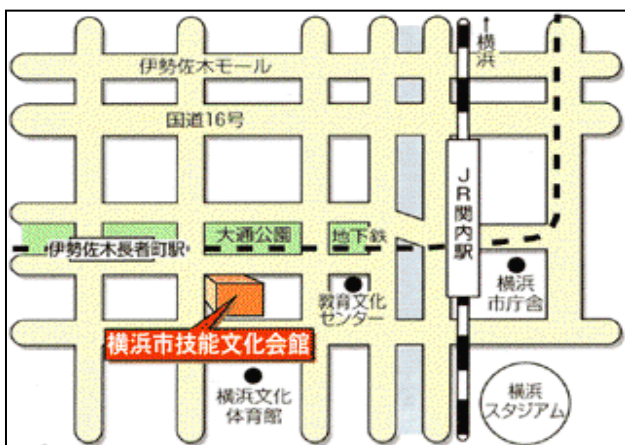 ↑横浜
伊勢佐木モール
国道16号
JR関内駅
大通公園
地下鉄
伊勢佐木長者町駅
教育文化
センター
横浜
市庁舎
横浜市技能文化会館
横浜文化
体育館
横浜
スタジアム